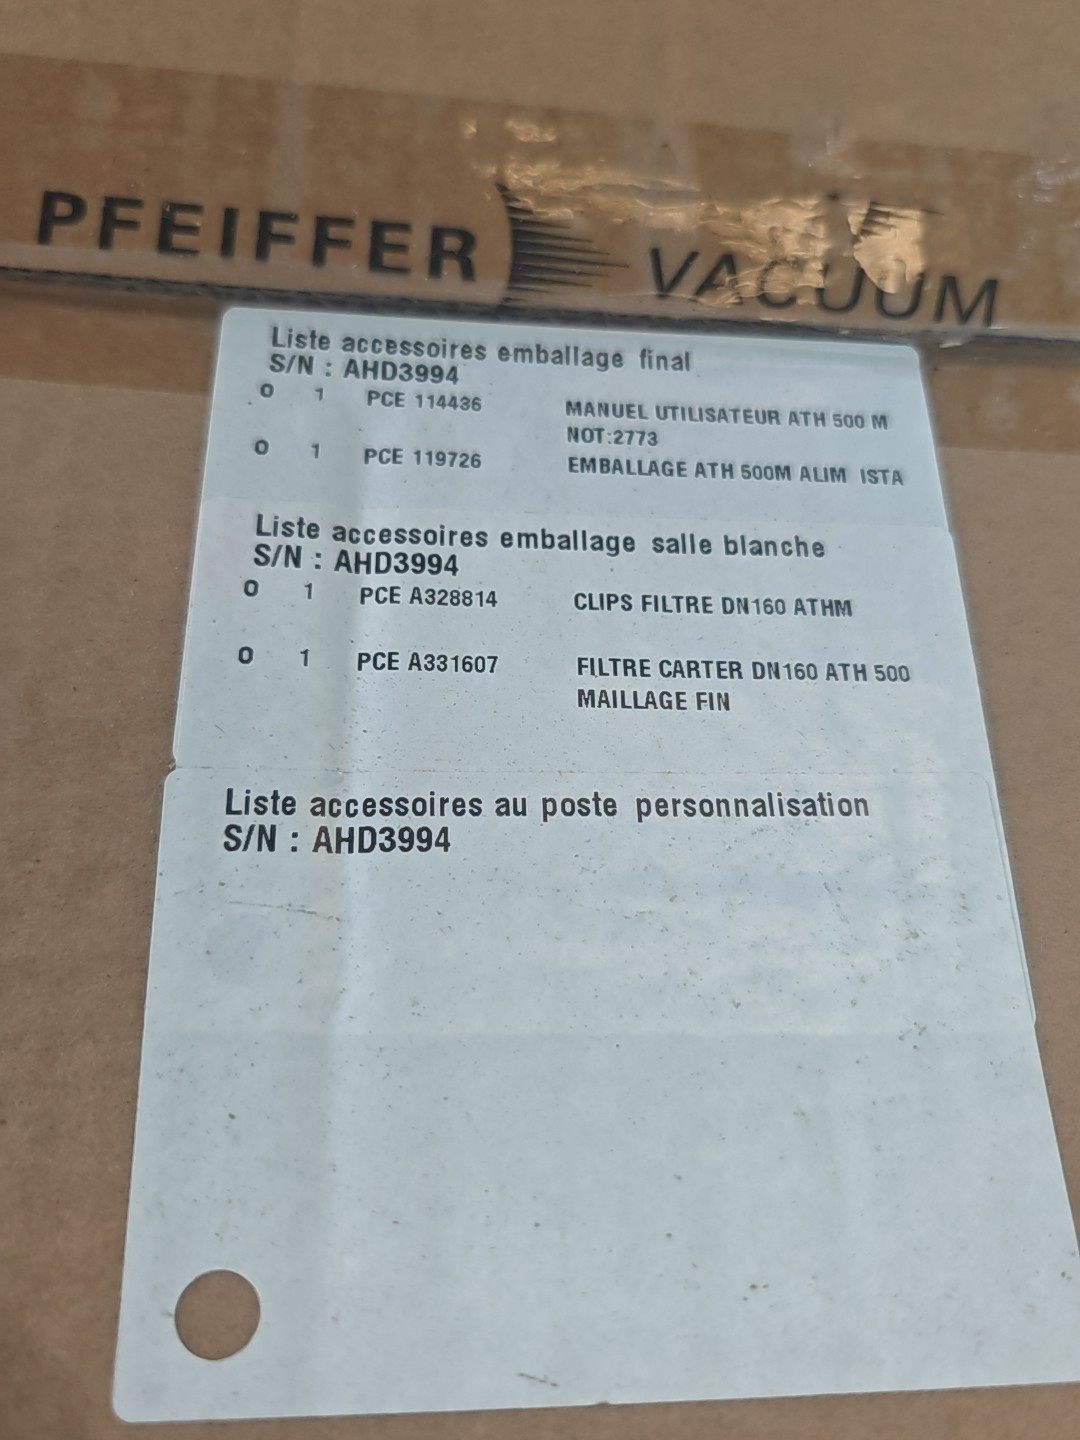 PFEIFFER VACUUM
Liste accessoires emballage final
S/N : AHD3994
0 1 PCE 114436 MANUEL UTILISATEUR ATH 500 M
NOT:2773
0 1 PCE 119726 EMBALLAGE ATH 500M ALIM ISTA
Liste accessoires emballage salle blanche
S/N : AHD3994
0 1 PCE A328814 CLIPS FILTRE DN160 ATHM
0 1 PCE A331607 FILTRE CARTER DN160 ATH 500
MAILLAGE FIN
Liste accessoires au poste personnalisation
S/N : AHD3994